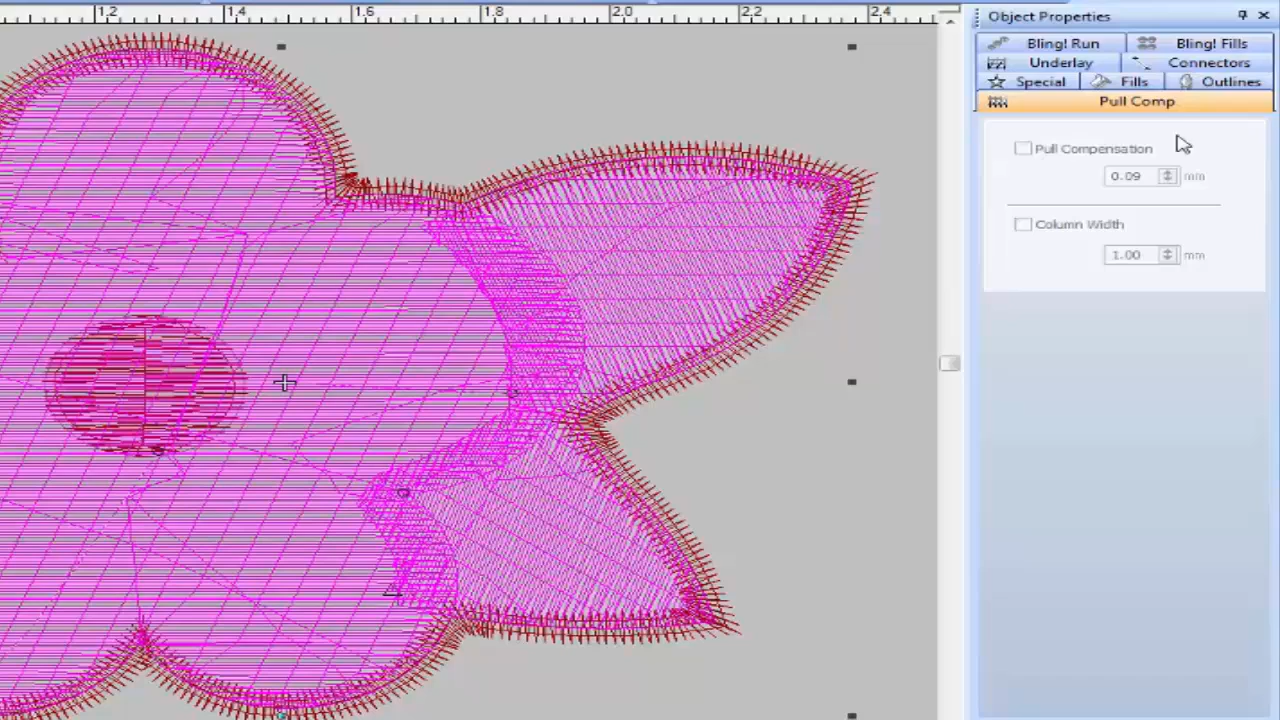 1.2 1.4 1.6 1.8 2.0 2.2 2.4
Object Properties
Bling! Run Bling! Fills
Underlay Connectors
Special Fills Outlines
Pull Comp
Pull Compensation
0.09 mm
Column Width
1.00 mm